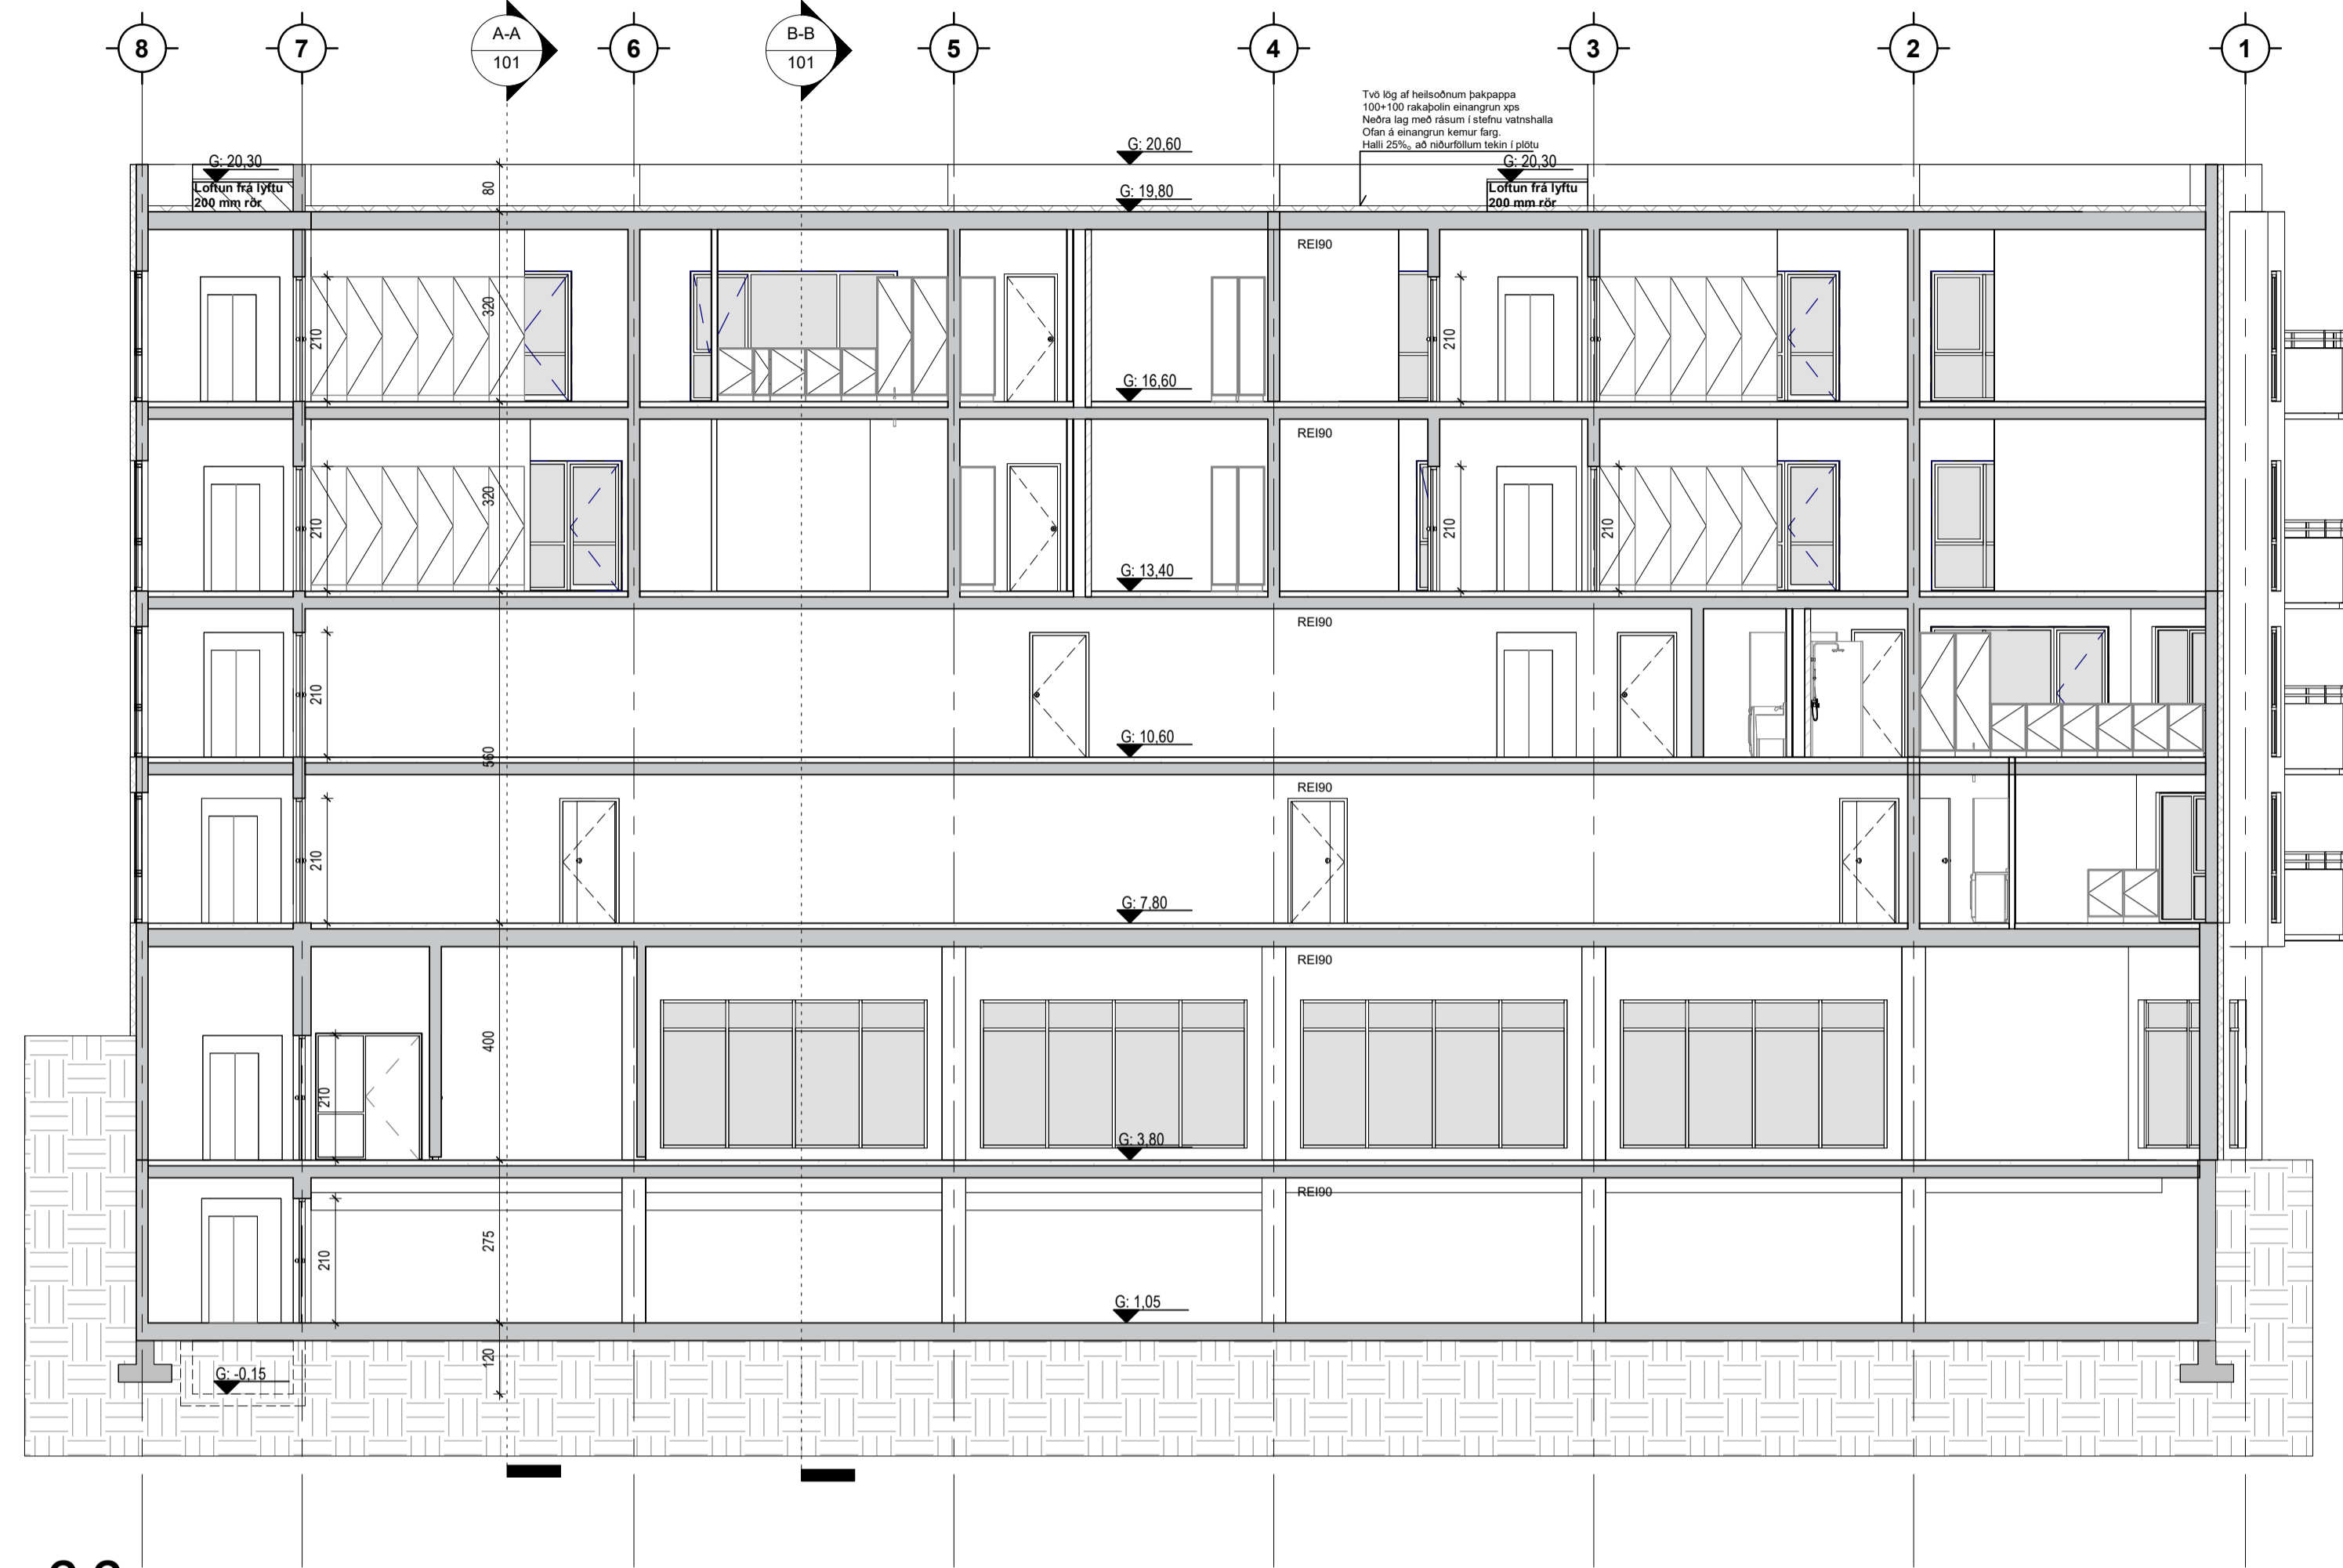 8
7
A-A
101
6
B-B
101
5
4
3
2
1
Tvö lög af heilsoðnum þakpappa
100+100 rakaþolin einangrun xps
Neðra lag með rásum í stefnu vatnshalla
Ofan á einangrun kemur farg.
Halli 25‰ að niðurföllum tekin í plötu
G: 20,60
G: 20,30
G: 20,30
Loftun frá lyftu
200 mm rör
80
G: 19,80
Loftun frá lyftu
200 mm rör
REI90
320
210
210
G: 16,60
REI90
320
210
210
210
G: 13,40
REI90
210
560
G: 10,60
REI90
210
G: 7,80
REI90
400
210
G: 3,80
REI90
275
210
G: 1,05
120
G: -0,15